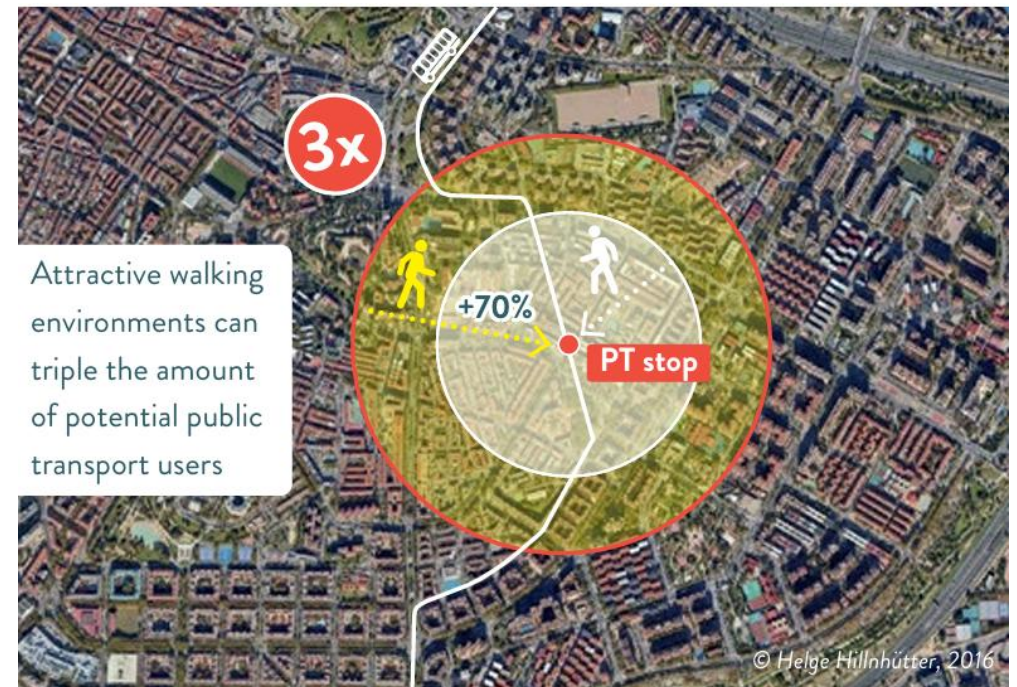 3x
Attractive walking
environments can
triple the amount
of potential public
transport users
+70%
PT stop
© Helge Hillnhütter, 2016